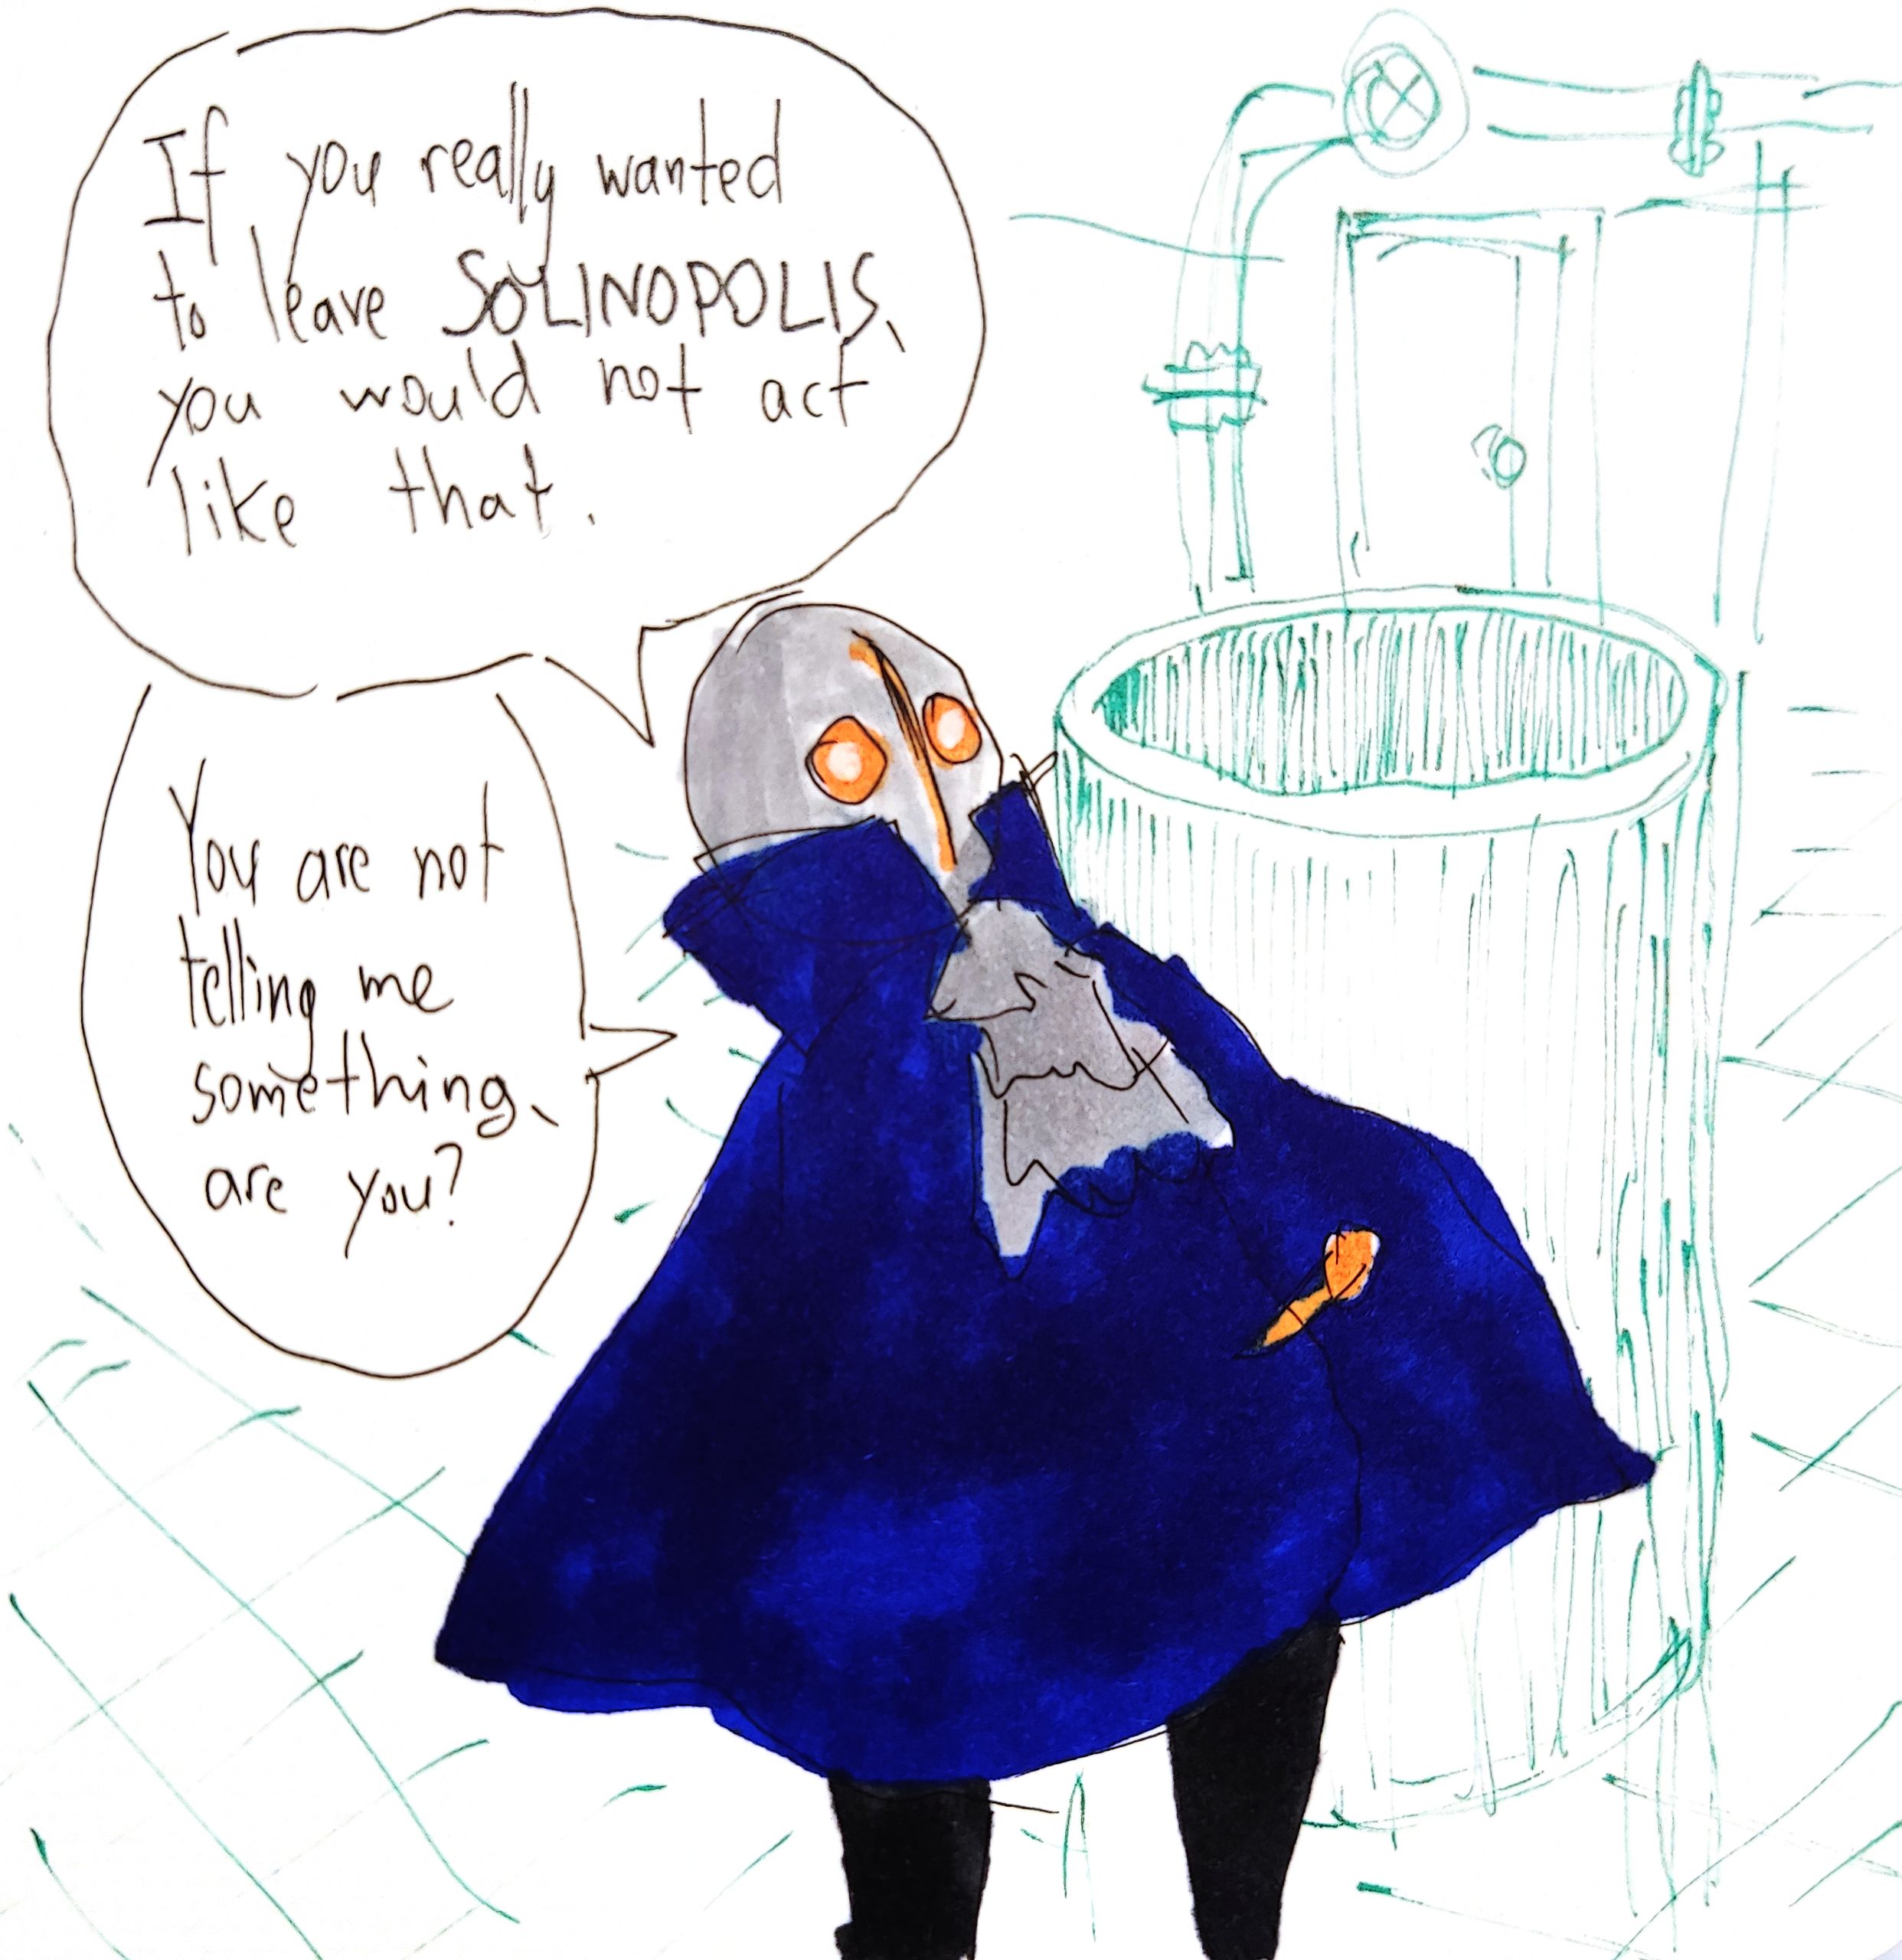 If you really wanted
to leave SOLINOPOLIS,
you would not act
like that.
You are not
telling me
something,
are you?